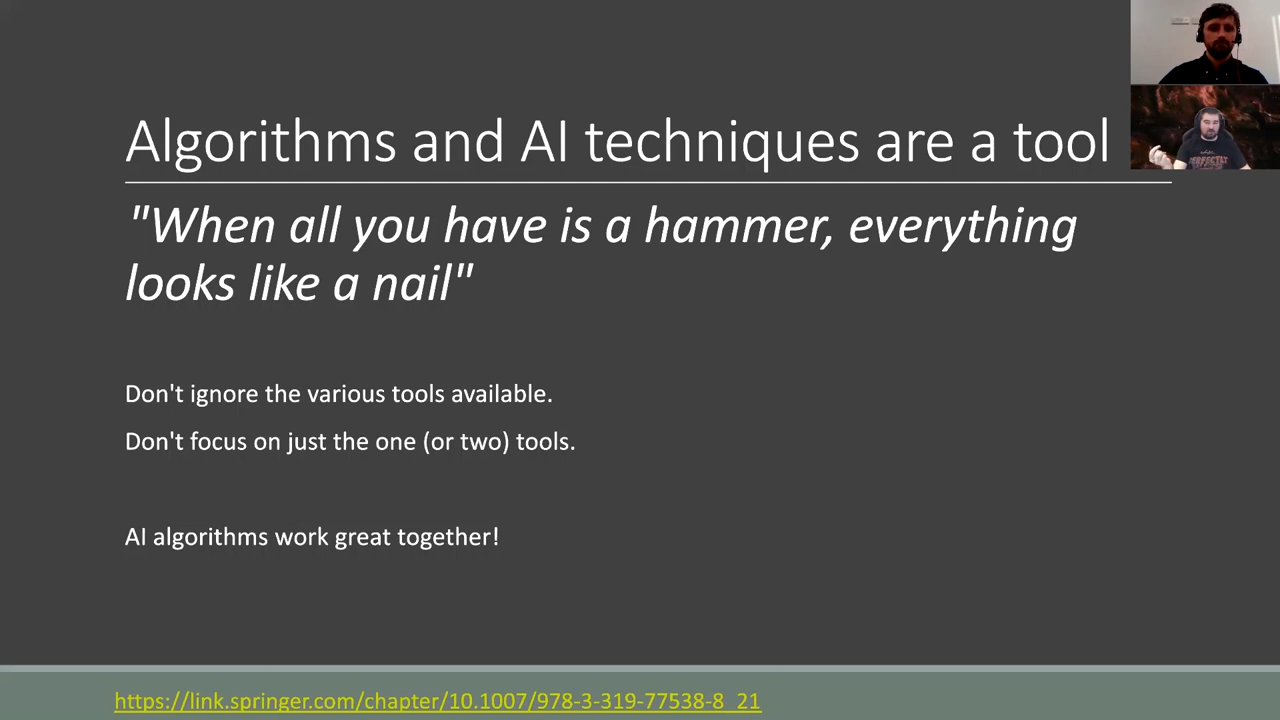 Algorithms and AI techniques are a tool
"When all you have is a hammer, everything
looks like a nail"
Don't ignore the various tools available.
Don't focus on just the one (or two) tools.
AI algorithms work great together!
https://link.springer.com/chapter/10.1007/978-3-319-77538-8_21
PERFECTLY